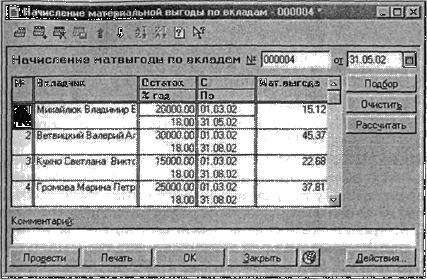 Начисление материальной выгоды по вкладам - 000004 *
Начисление матвыгоды по вкладам № 000004 от 31.05.02
№ Вкладчик Остаток С Мат.выгода
% год По
Михайлюк Владимир 20000.00 01.03.02 15,12
18.00 31.05.02
2 Ветвицкий Валерий Ал 30000.00 01.03.02 45,37
18.00 31.08.02
3 Кухно Светлана Викто 15000.00 01.03.02 22,68
18.00 31.08.02
4 Громова Марина Петр 25000.00 01.03.02 37,81
18.00 31.08.02
Подбор
Очистить
Рассчитать
Комментарий:
Провести Печать OK Закрыть Действия...